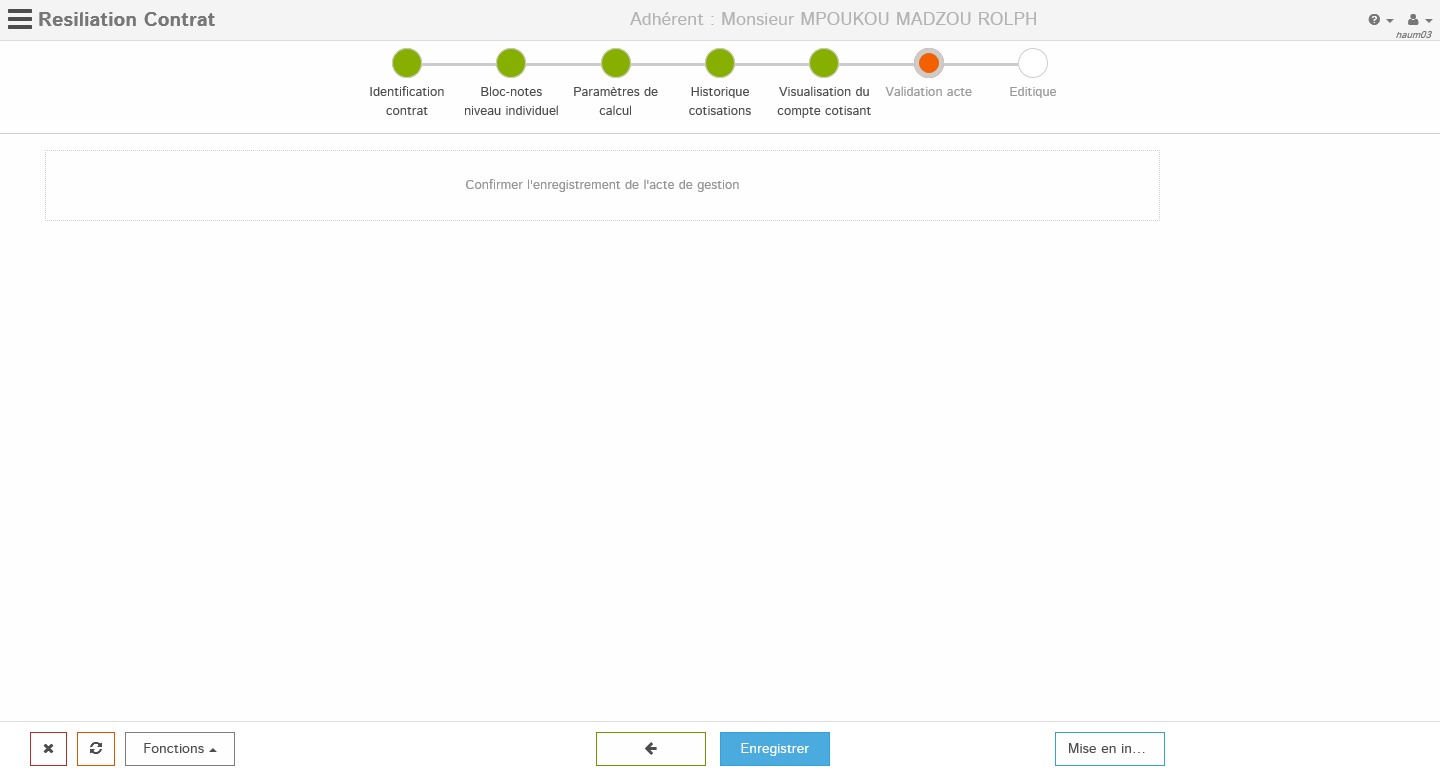 Resiliation Contrat
Adhérent : Monsieur MPOUKOU MADZOU ROLPH
haum03
Identification
contrat
Bloc-notes
niveau individuel
Paramètres de
calcul
Historique
cotisations
Visualisation du
compte cotisant
Validation acte
Editique
Confirmer l'enregistrement de l'acte de gestion
Fonctions
Enregistrer
Mise en in...